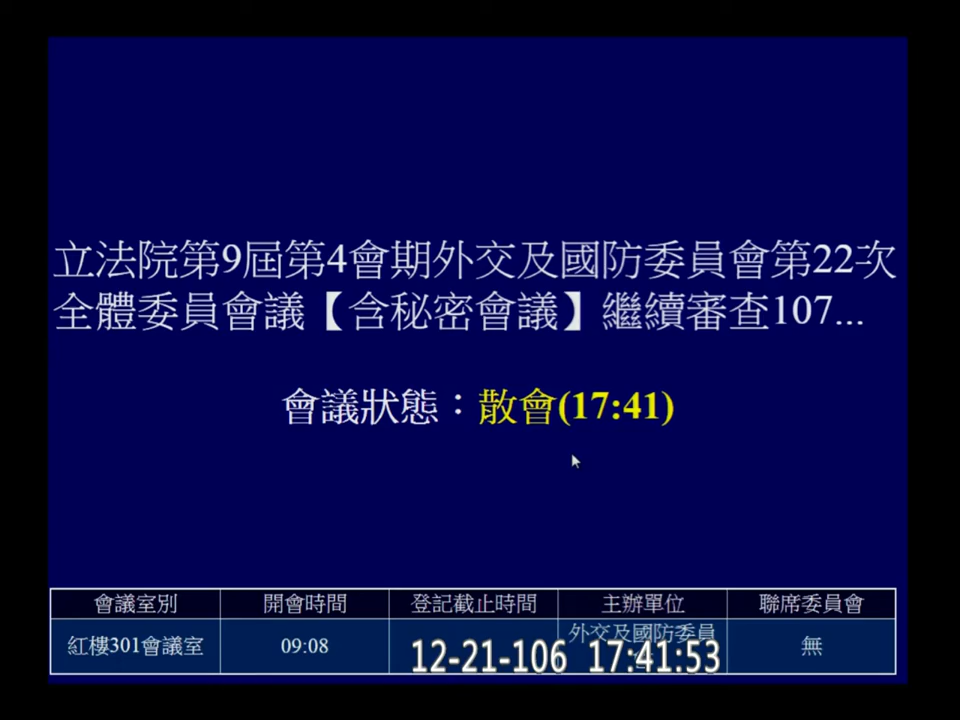 立法院第9屆第4會期外交及國防委員會第22次
全體委員會議【含秘密會議】繼續審查107...
會議狀態：散會(17:41)
會議室別 開會時間 登記截止時間 主辦單位 聯席委員會
紅樓301會議室 09:08 外交及國防委員 無
12-21-106 17:41:53